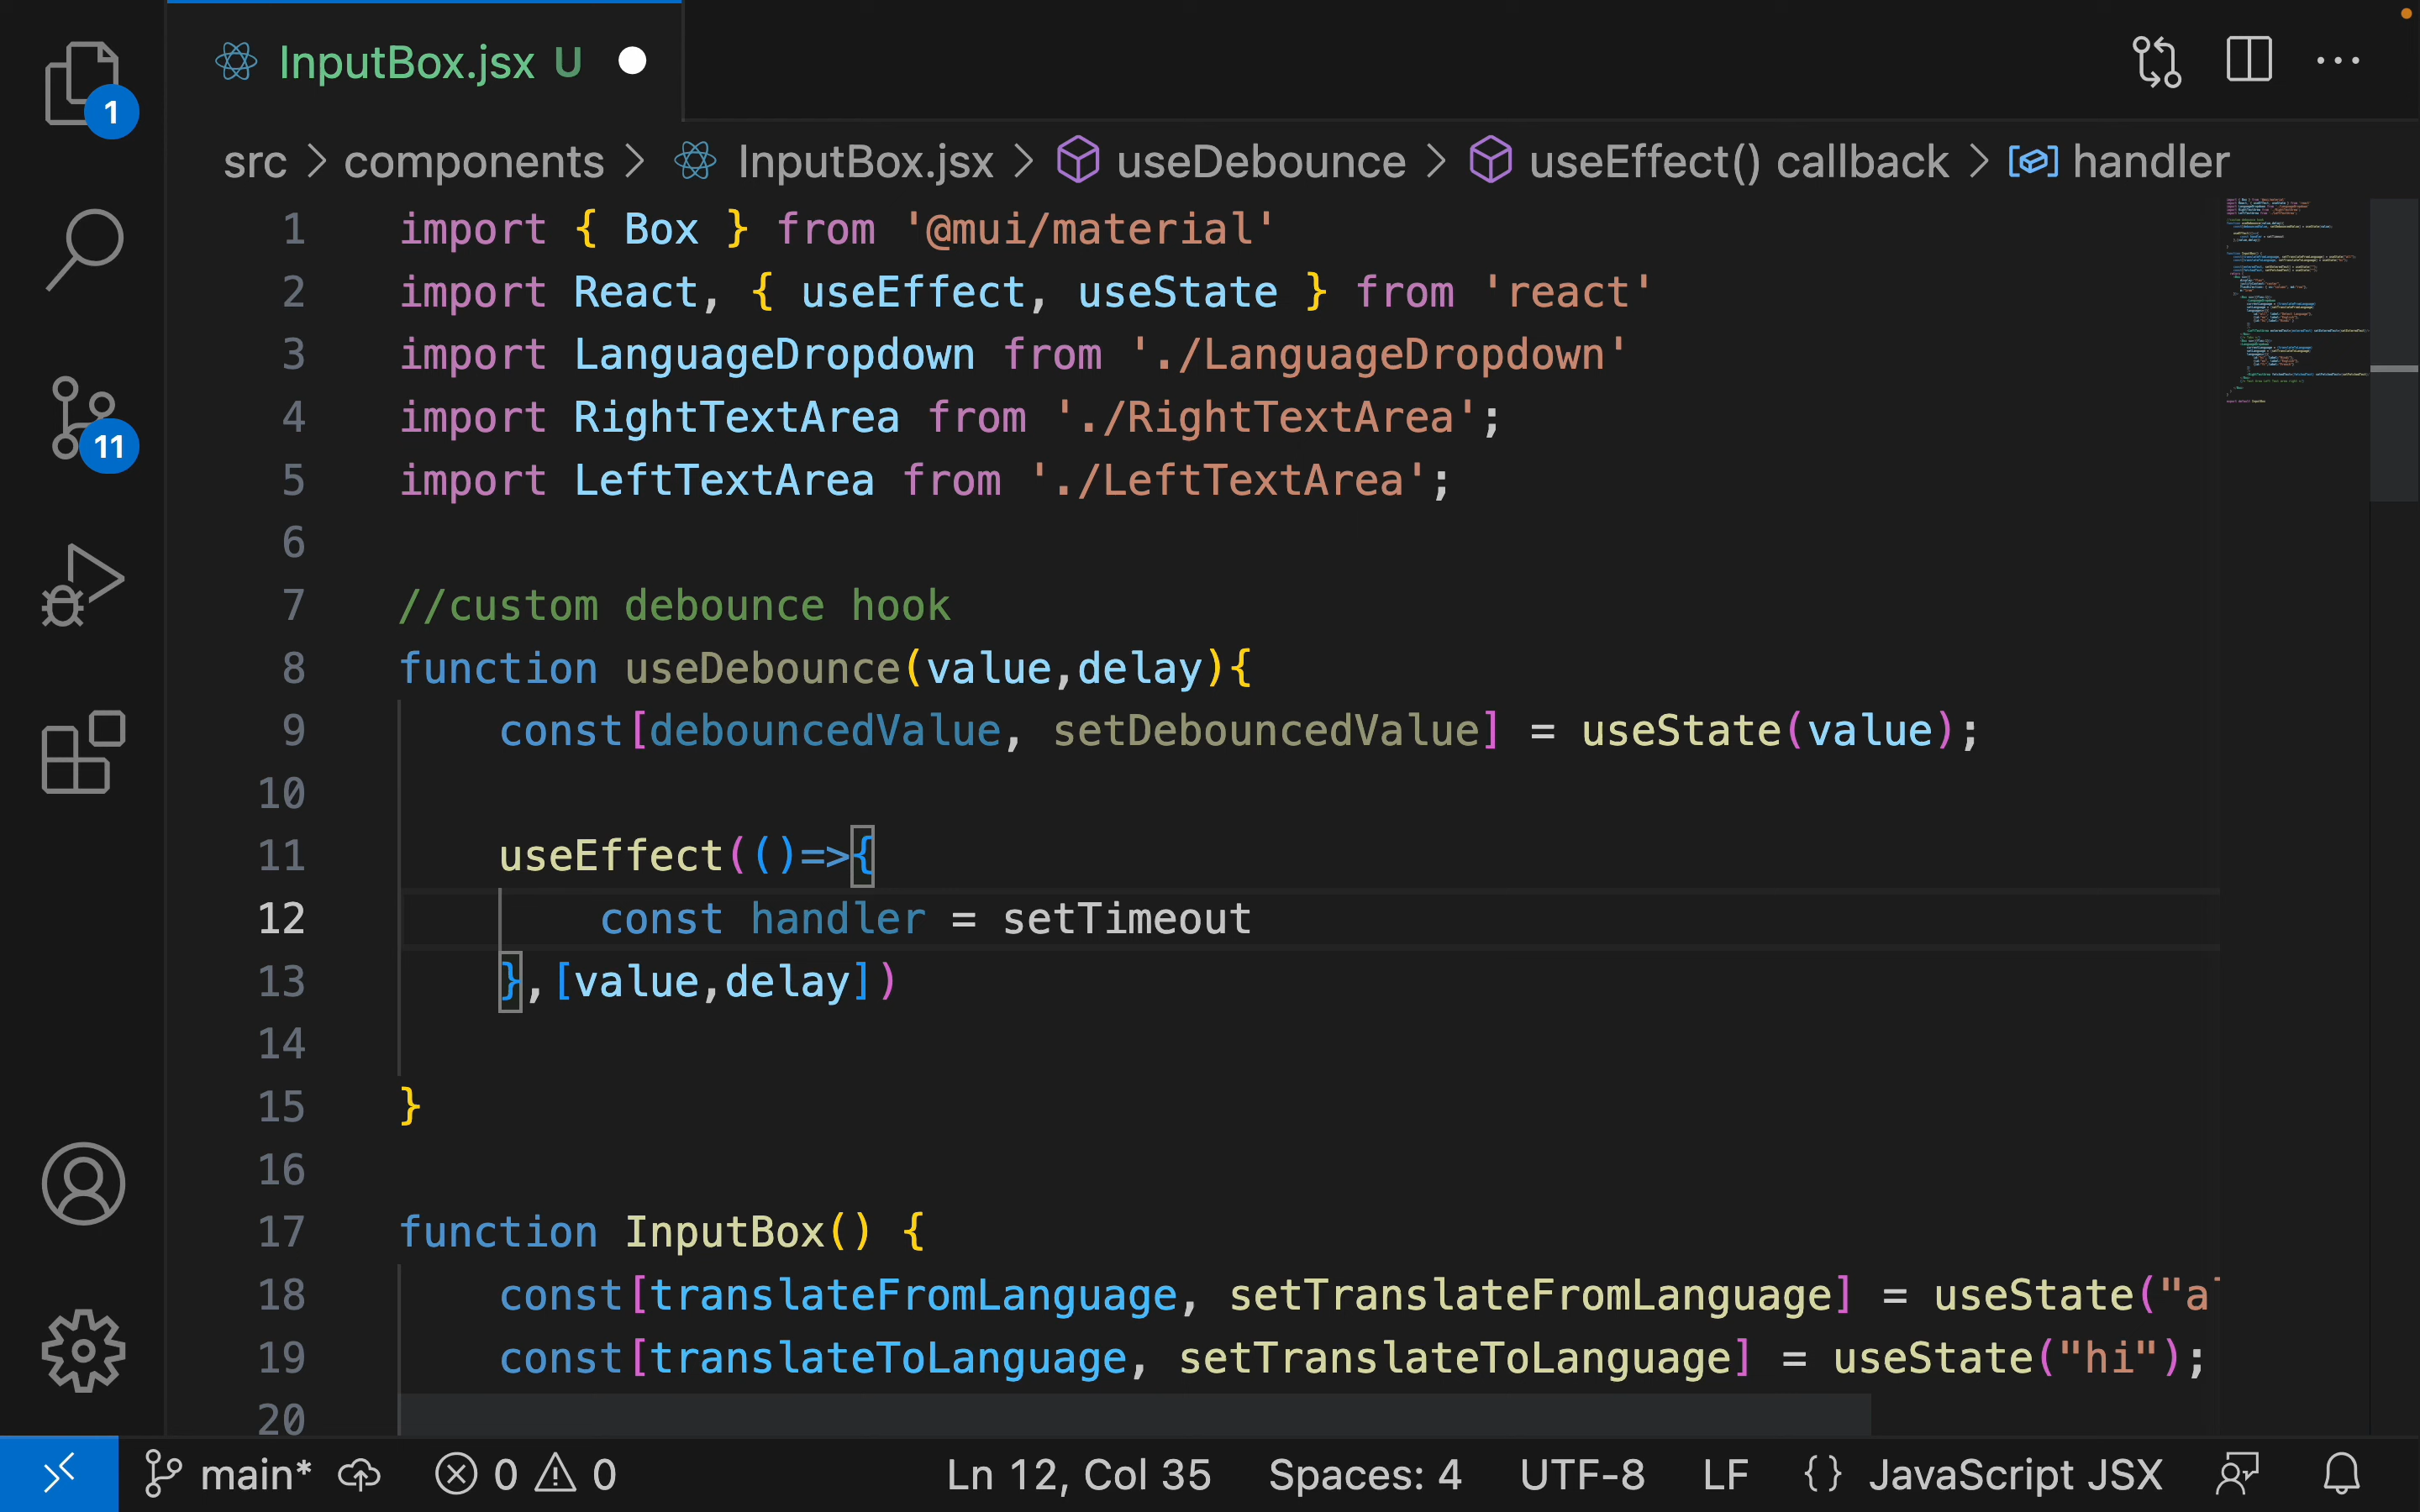 InputBox.jsx U
1
src > components > InputBox.jsx > useDebounce > useEffect() callback > handler
11
1 import { Box } from '@mui/material'
2 import React, { useEffect, useState } from 'react'
3 import LanguageDropdown from './LanguageDropdown'
4 import RightTextArea from './RightTextArea';
5 import LeftTextArea from './LeftTextArea';
6
7 //custom debounce hook
8 function useDebounce(value,delay){
9 const[debouncedValue, setDebouncedValue] = useState(value);
10
11 useEffect(()=>{
12 const handler = setTimeout
13 },[value,delay])
14
15 }
16
17 function InputBox() {
18 const[translateFromLanguage, setTranslateFromLanguage] = useState("a
19 const[translateToLanguage, setTranslateToLanguage] = useState("hi");
20
main* 0 0 Ln 12, Col 35 Spaces: 4 UTF-8 LF {} JavaScript JSX